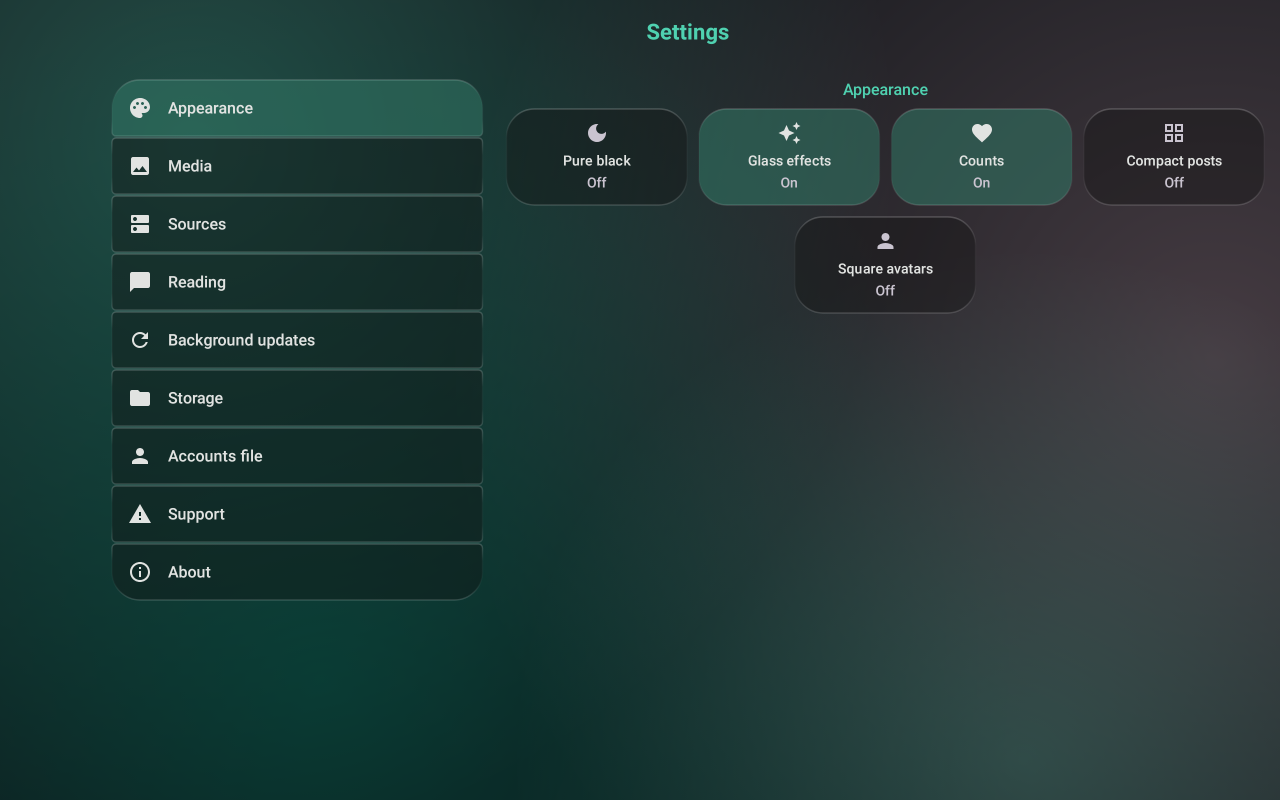 Settings
Appearance
Media
Sources
Reading
Background updates
Storage
Accounts file
Support
About
Appearance
Pure black
Off
Glass effects
On
Counts
On
Compact posts
Off
Square avatars
Off